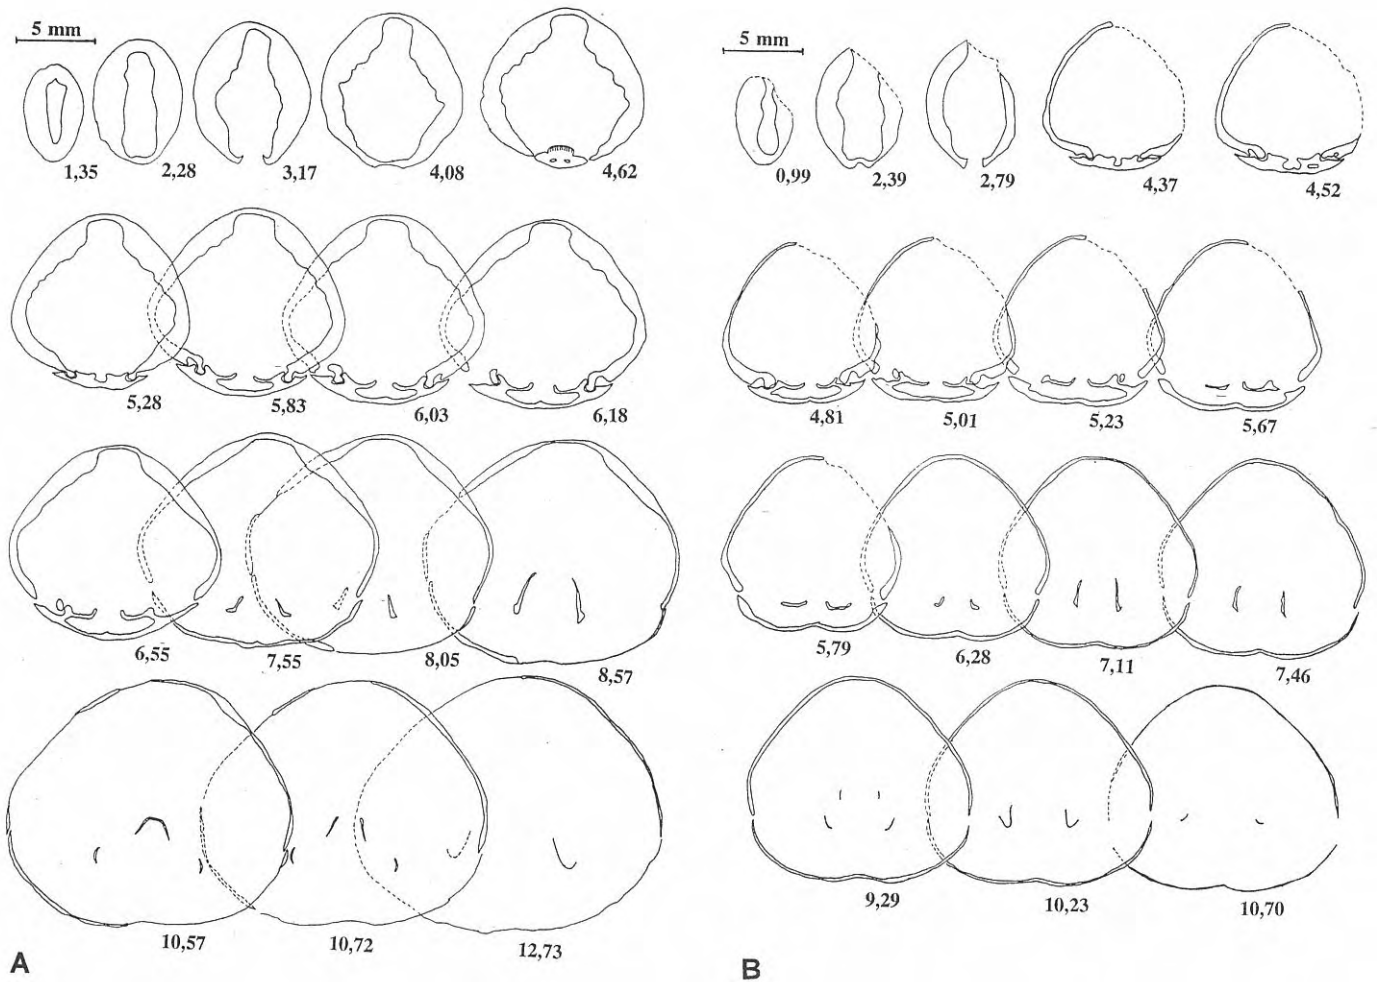 5 mm
1,35 2,28 3,17 4,08 4,62
5,28 5,83 6,03 6,18
6,55 7,55 8,05 8,57
10,57 10,72 12,73
A
5 mm
0,99 2,39 2,79 4,37 4,52
4,81 5,01 5,23 5,67
5,79 6,28 7,11 7,46
9,29 10,23 10,70
B